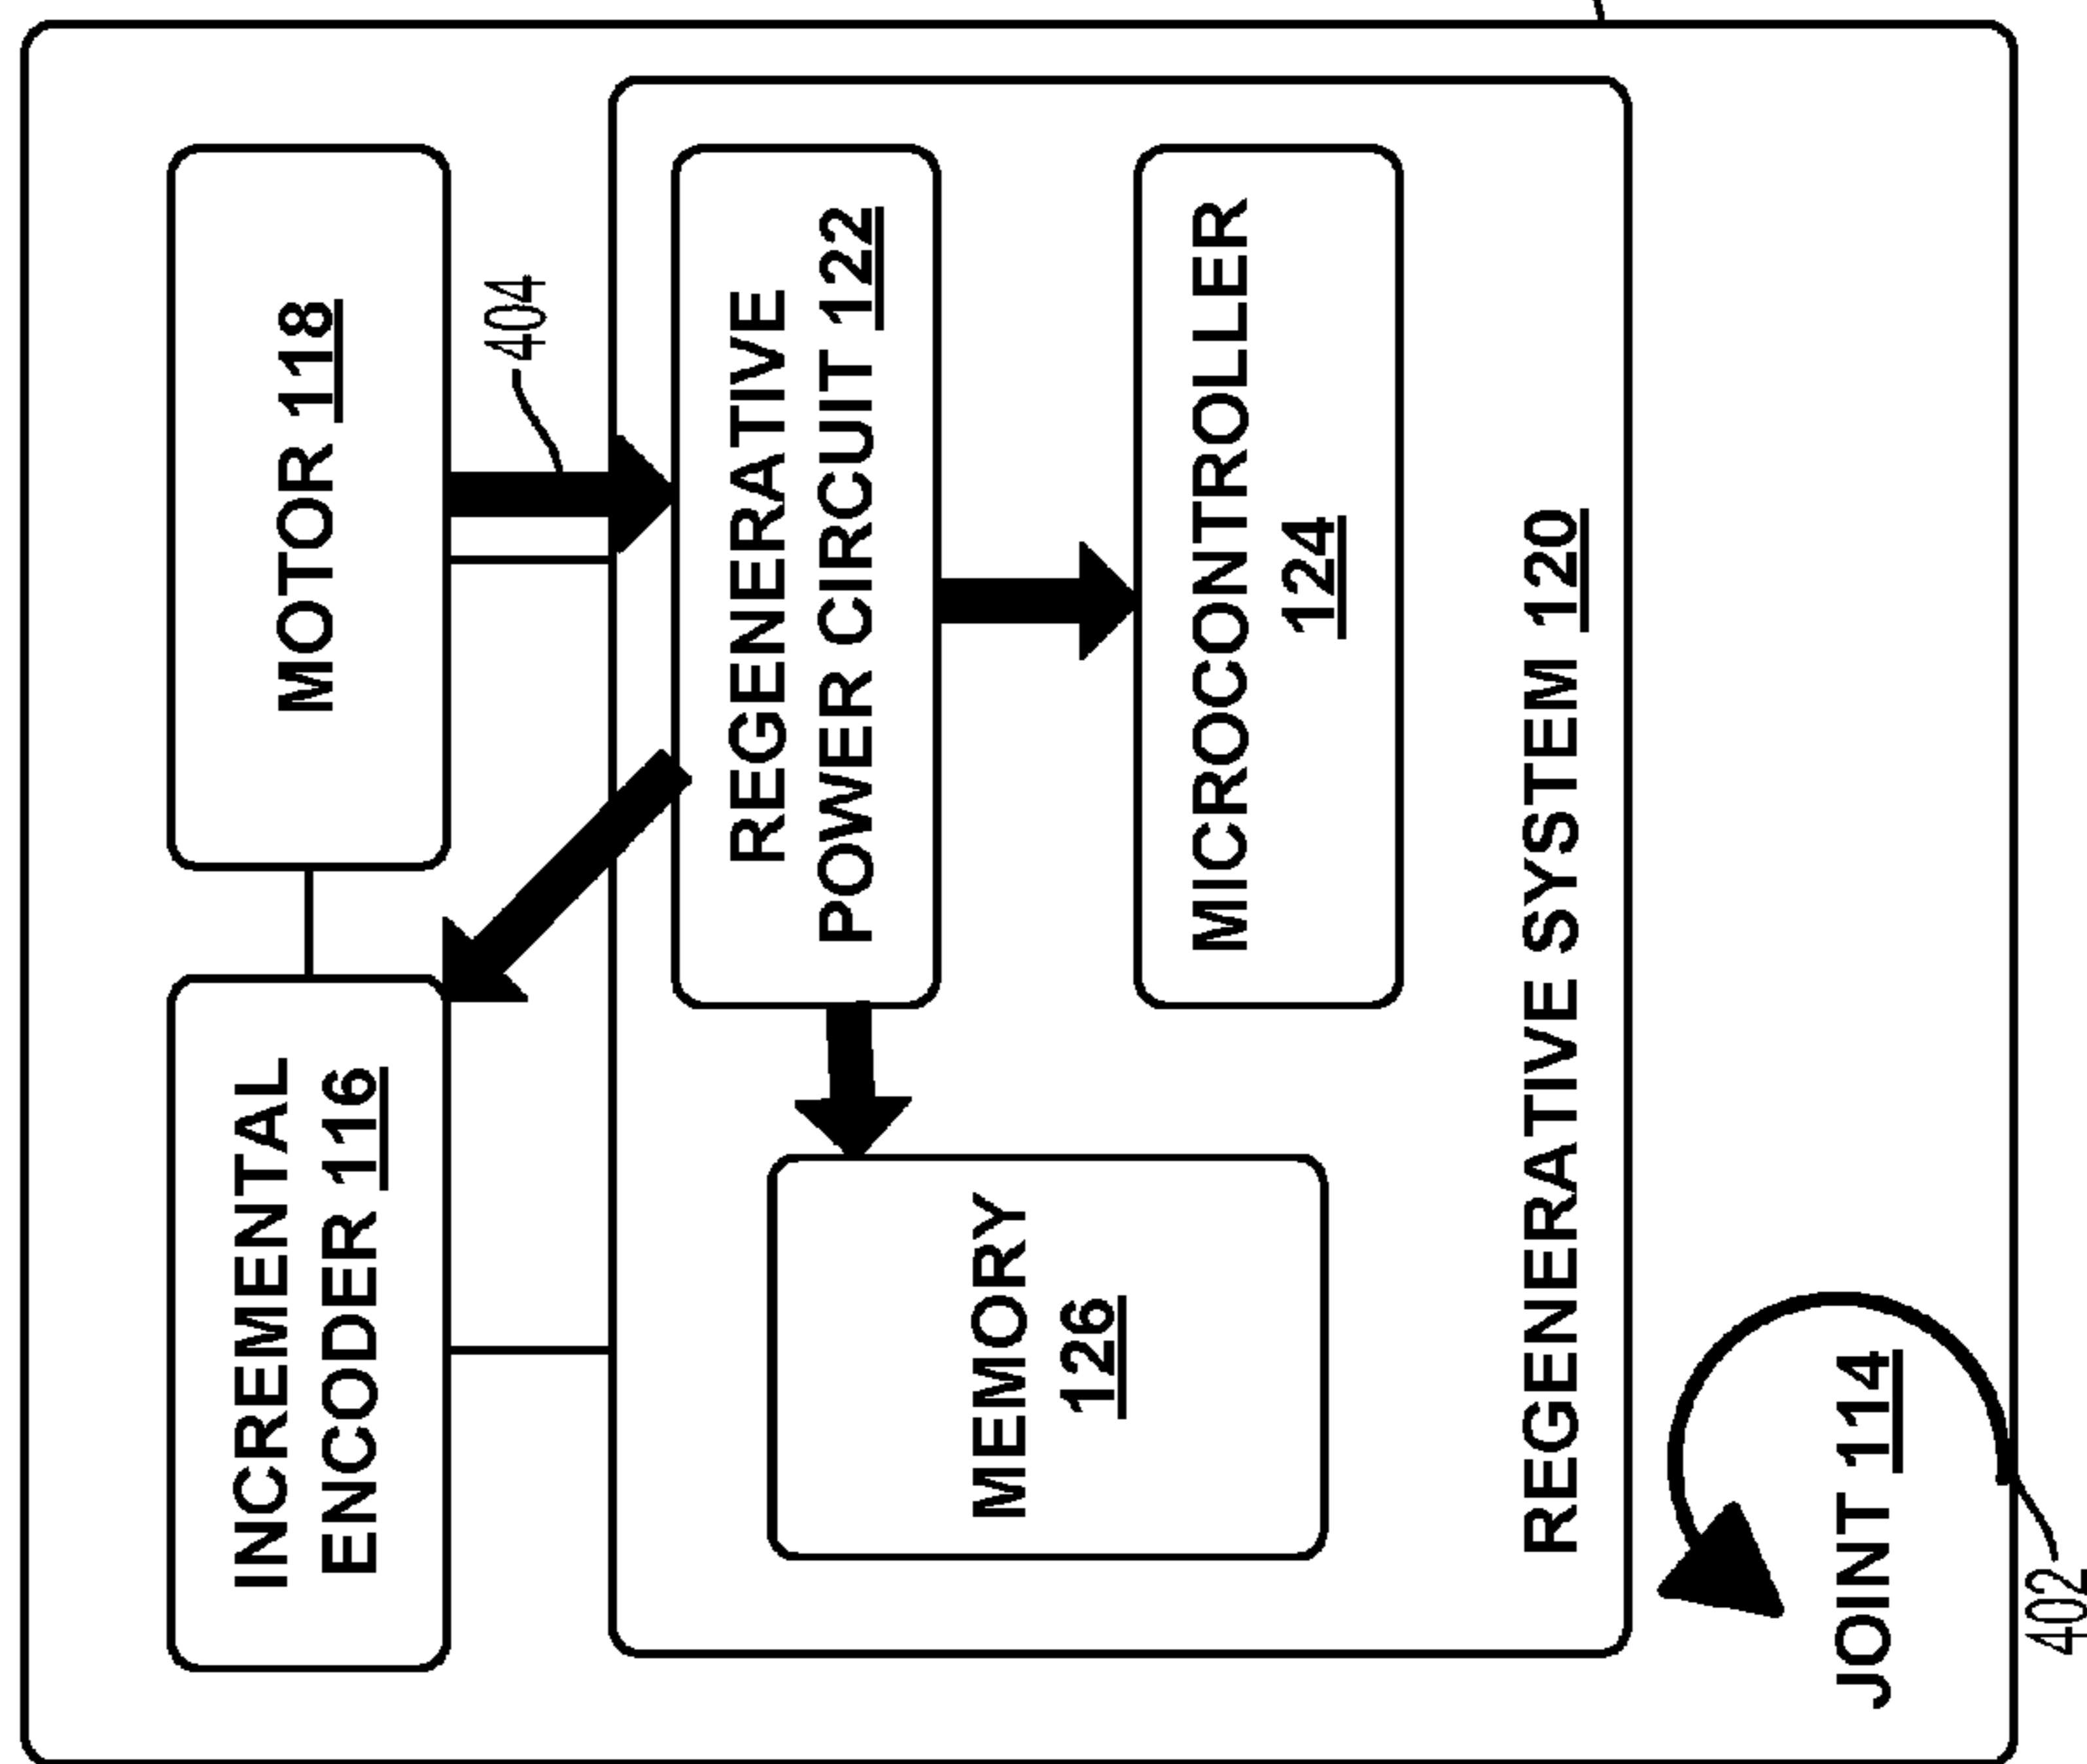 INCREMENTAL
ENCODER 116
MOTOR 118
404
REGENERATIVE
POWER CIRCUIT 122
MEMORY
126
MICROCONTROLLER
124
REGENERATIVE SYSTEM 120
JOINT 114
402